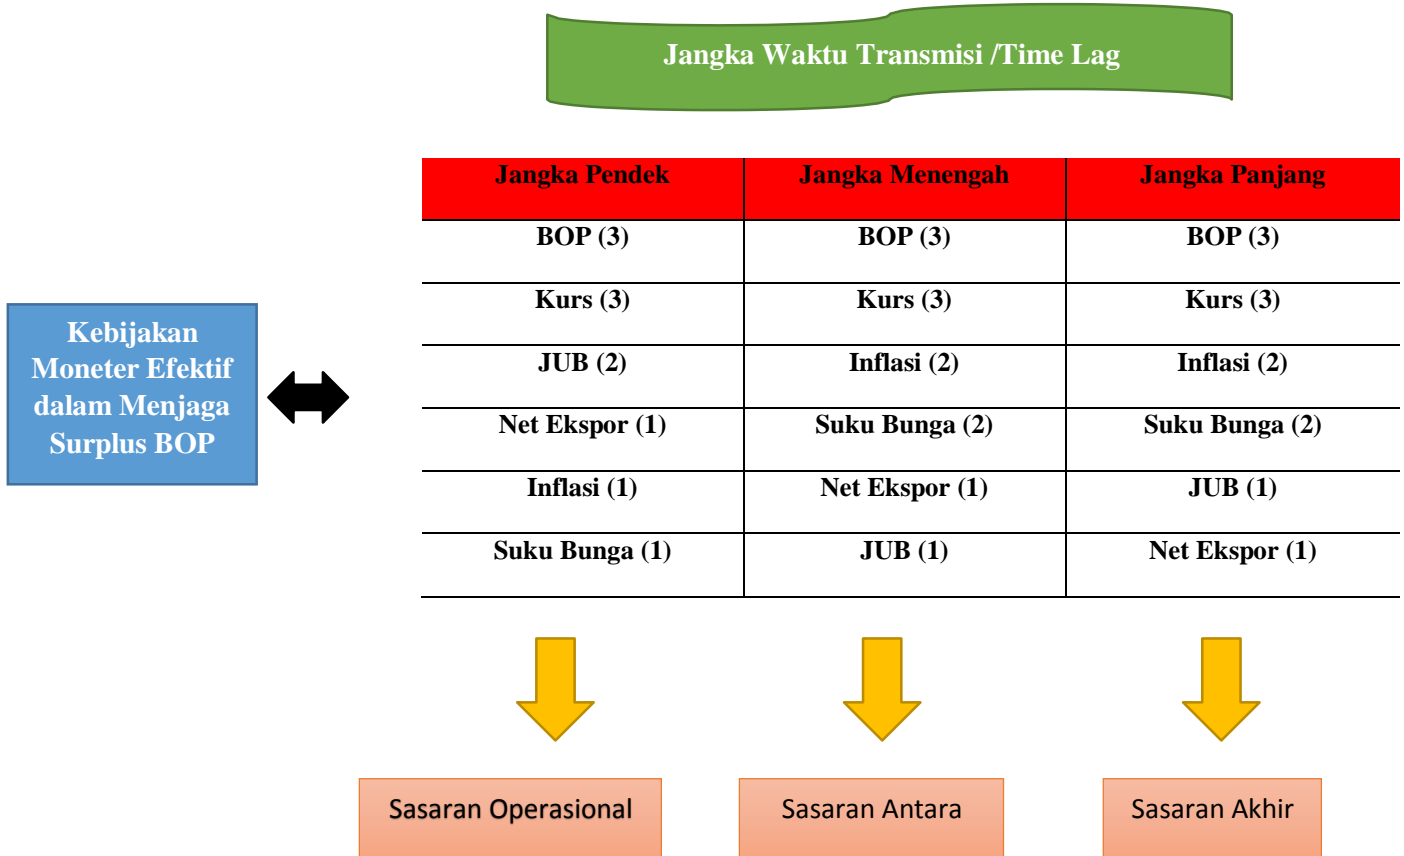 Jangka Waktu Transmisi /Time Lag
Jangka Pendek Jangka Menengah Jangka Panjang
BOP (3) BOP (3) BOP (3)
Kurs (3) Kurs (3) Kurs (3)
JUB (2) Inflasi (2) Inflasi (2)
Net Ekspor (1) Suku Bunga (2) Suku Bunga (2)
Inflasi (1) Net Ekspor (1) JUB (1)
Suku Bunga (1) JUB (1) Net Ekspor (1)
Kebijakan
Moneter Efektif
dalam Menjaga
Surplus BOP
Sasaran Operasional Sasaran Antara Sasaran Akhir